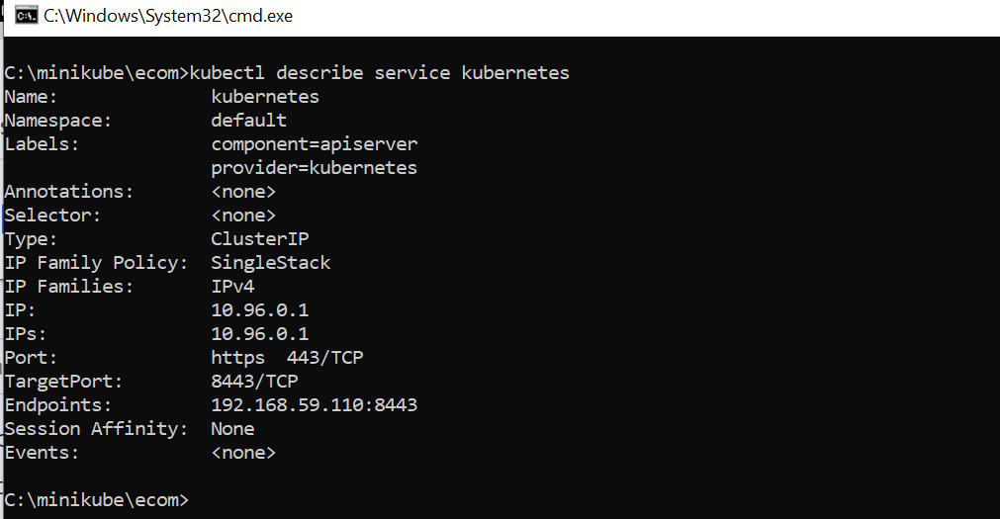 C:\Windows\System32\cmd.exe
C:\minikube\ecom>kubectl describe service kubernetes
Name:              kubernetes
Namespace:         default
Labels:            component=apiserver
                   provider=kubernetes
Annotations:       <none>
Selector:          <none>
Type:              ClusterIP
IP Family Policy:  SingleStack
IP Families:       IPv4
IP:                10.96.0.1
IPs:               10.96.0.1
Port:              https  443/TCP
TargetPort:        8443/TCP
Endpoints:         192.168.59.110:8443
Session Affinity:  None
Events:            <none>
C:\minikube\ecom>